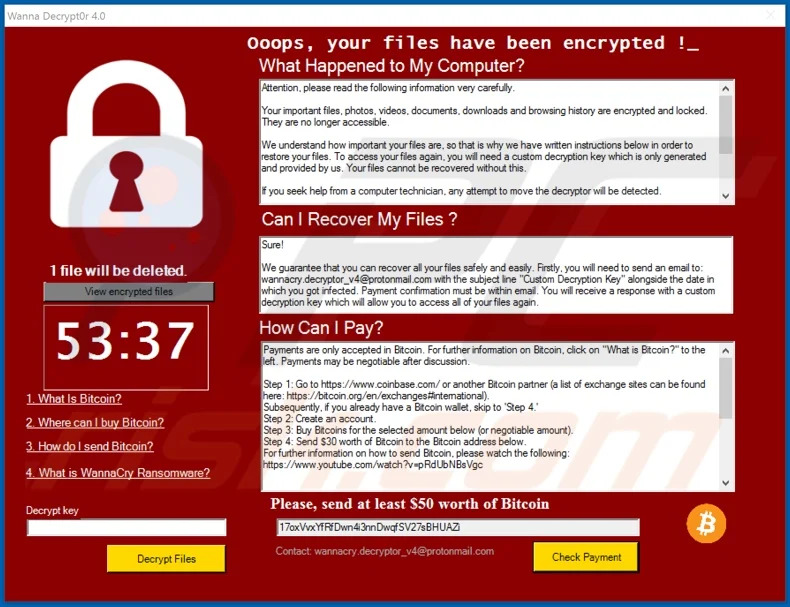 Wanna Decrypt0r 4.0
Ooops, your files have been encrypted !_
What Happened to My Computer?
Attention, please read the following information very carefully.
Your important files, photos, videos, documents, downloads and browsing history are encrypted and locked.
They are no longer accessible.
We understand how important your files are, so that is why we have written instructions below in order to
restore your files. To access your files again, you will need a custom decryption key which is only generated
and provided by us. Your files cannot be recovered without this.
If you seek help from a computer technician, any attempt to move the decryptor will be detected.
Can I Recover My Files ?
Sure!
We guarantee that you can recover all your files safely and easily. Firstly, you will need to send an email to:
wannacry.decryptor_v4@protonmail.com with the subject line "Custom Decryption Key" alongside the date in
which you got infected. Payment confirmation must be within email. You will receive a response with a custom
decryption key which will allow you to access all of your files again.
1 file will be deleted.
View encrypted files
53:37
1. What Is Bitcoin?
2. Where can I buy Bitcoin?
3. How do I send Bitcoin?
4. What is WannaCry Ransomware?
How Can I Pay?
Payments are only accepted in Bitcoin. For further information on Bitcoin, click on "What is Bitcoin?" to the
left. Payments may be negotiable after discussion.
Step 1: Go to https://www.coinbase.com/ or another Bitcoin partner (a list of exchange sites can be found
here: https://bitcoin.org/en/exchanges#international).
Subsequently, if you already have a Bitcoin wallet, skip to 'Step 4.'
Step 2: Create an account.
Step 3: Buy Bitcoins for the selected amount below (or negotiable amount).
Step 4: Send $30 worth of Bitcoin to the Bitcoin address below.
For further information on how to send Bitcoin, please watch the following:
https://www.youtube.com/watch?v=pRdUbNBsVgc
Decrypt key
Decrypt Files
Please, send at least $50 worth of Bitcoin
17oxVvxYfRfDwn4i3nnDwqfSV27sBHUAZi
Contact: wannacry.decryptor_v4@protonmail.com
Check Payment
PC
risk.com